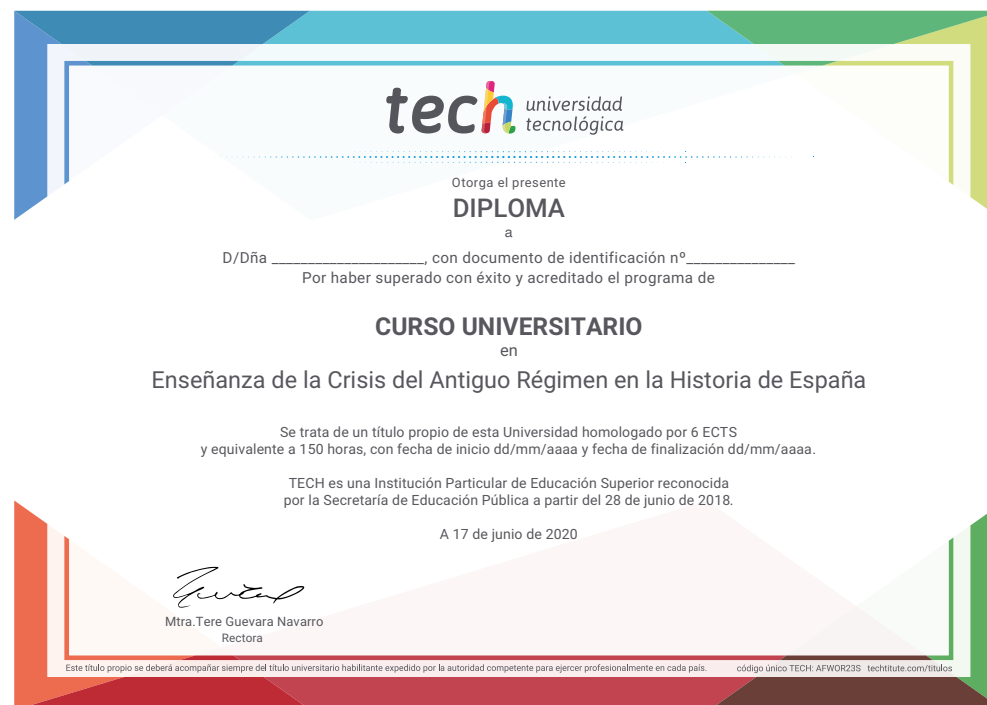 tech universidad
tecnológica
Otorga el presente
DIPLOMA
a
D/Dña _____________________, con documento de identificación nº_______________
Por haber superado con éxito y acreditado el programa de
CURSO UNIVERSITARIO
en
Enseñanza de la Crisis del Antiguo Régimen en la Historia de España
Se trata de un título propio de esta Universidad homologado por 6 ECTS
y equivalente a 150 horas, con fecha de inicio dd/mm/aaaa y fecha de finalización dd/mm/aaaa.
TECH es una Institución Particular de Educación Superior reconocida
por la Secretaría de Educación Pública a partir del 28 de junio de 2018.
A 17 de junio de 2020
Mtra.Tere Guevara Navarro
Rectora
Este título propio se deberá acompañar siempre del título universitario habilitante expedido por la autoridad competente para ejercer profesionalmente en cada país. código único TECH: AFWOR23S techtitute.com/titulos